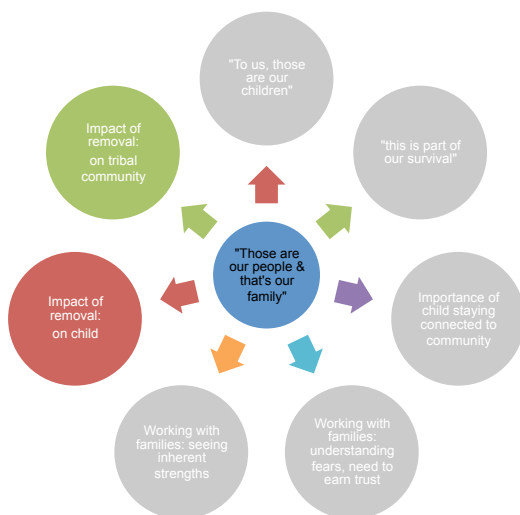 "To us, those
are our
children"
"this is part of
our survival"
Importance of
child staying
connected to
community
Working with
families:
understanding
fears, need to
earn trust
Working with
families: seeing
inherent
strengths
Impact of
removal:
on child
Impact of
removal:
on tribal
community
"Those are
our people &
that's our
family"